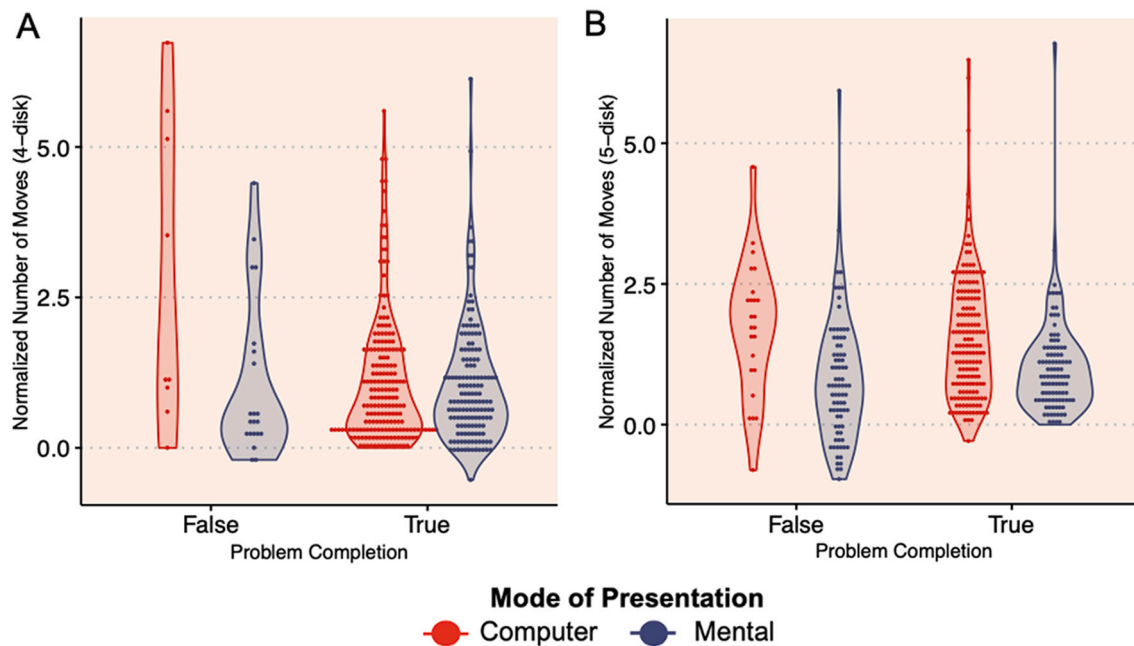 A
Normalized Number of Moves (4–disk)
5.0
2.5
0.0
False
True
Problem Completion
B
Normalized Number of Moves (5–disk)
5.0
2.5
0.0
False
True
Problem Completion
Mode of Presentation
Computer
Mental